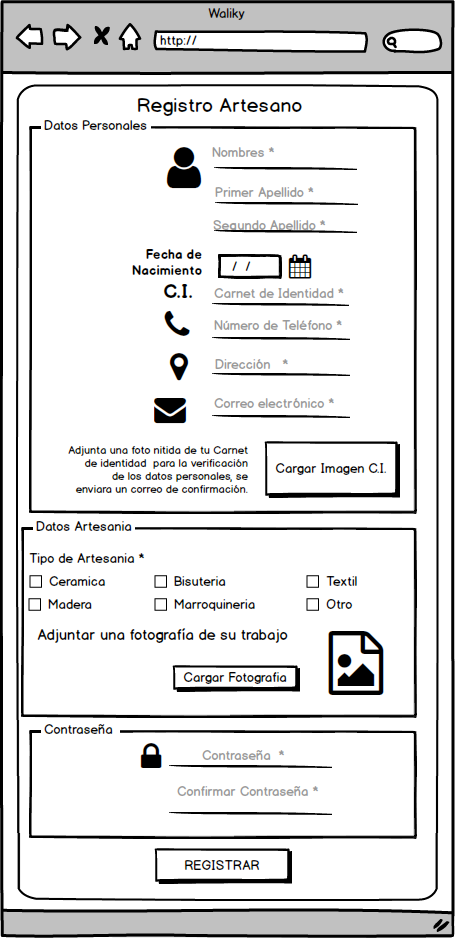 Waliky
http://
Registro Artesano
Datos Personales
Nombres *
Primer Apellido *
Segundo Apellido *
Fecha de
Nacimiento
/ /
C.I.
Carnet de Identidad *
Número de Teléfono *
Dirección *
Correo electrónico *
Adjunta una foto nitida de tu Carnet
de identidad para la verificación
de los datos personales, se
enviara un correo de confirmación.
Cargar Imagen C.I.
Datos Artesania
Tipo de Artesania *
Ceramica
Bisuteria
Textil
Madera
Marroquineria
Otro
Adjuntar una fotografía de su trabajo
Cargar Fotografia
Contraseña
Contraseña *
Confirmar Contraseña *
REGISTRAR